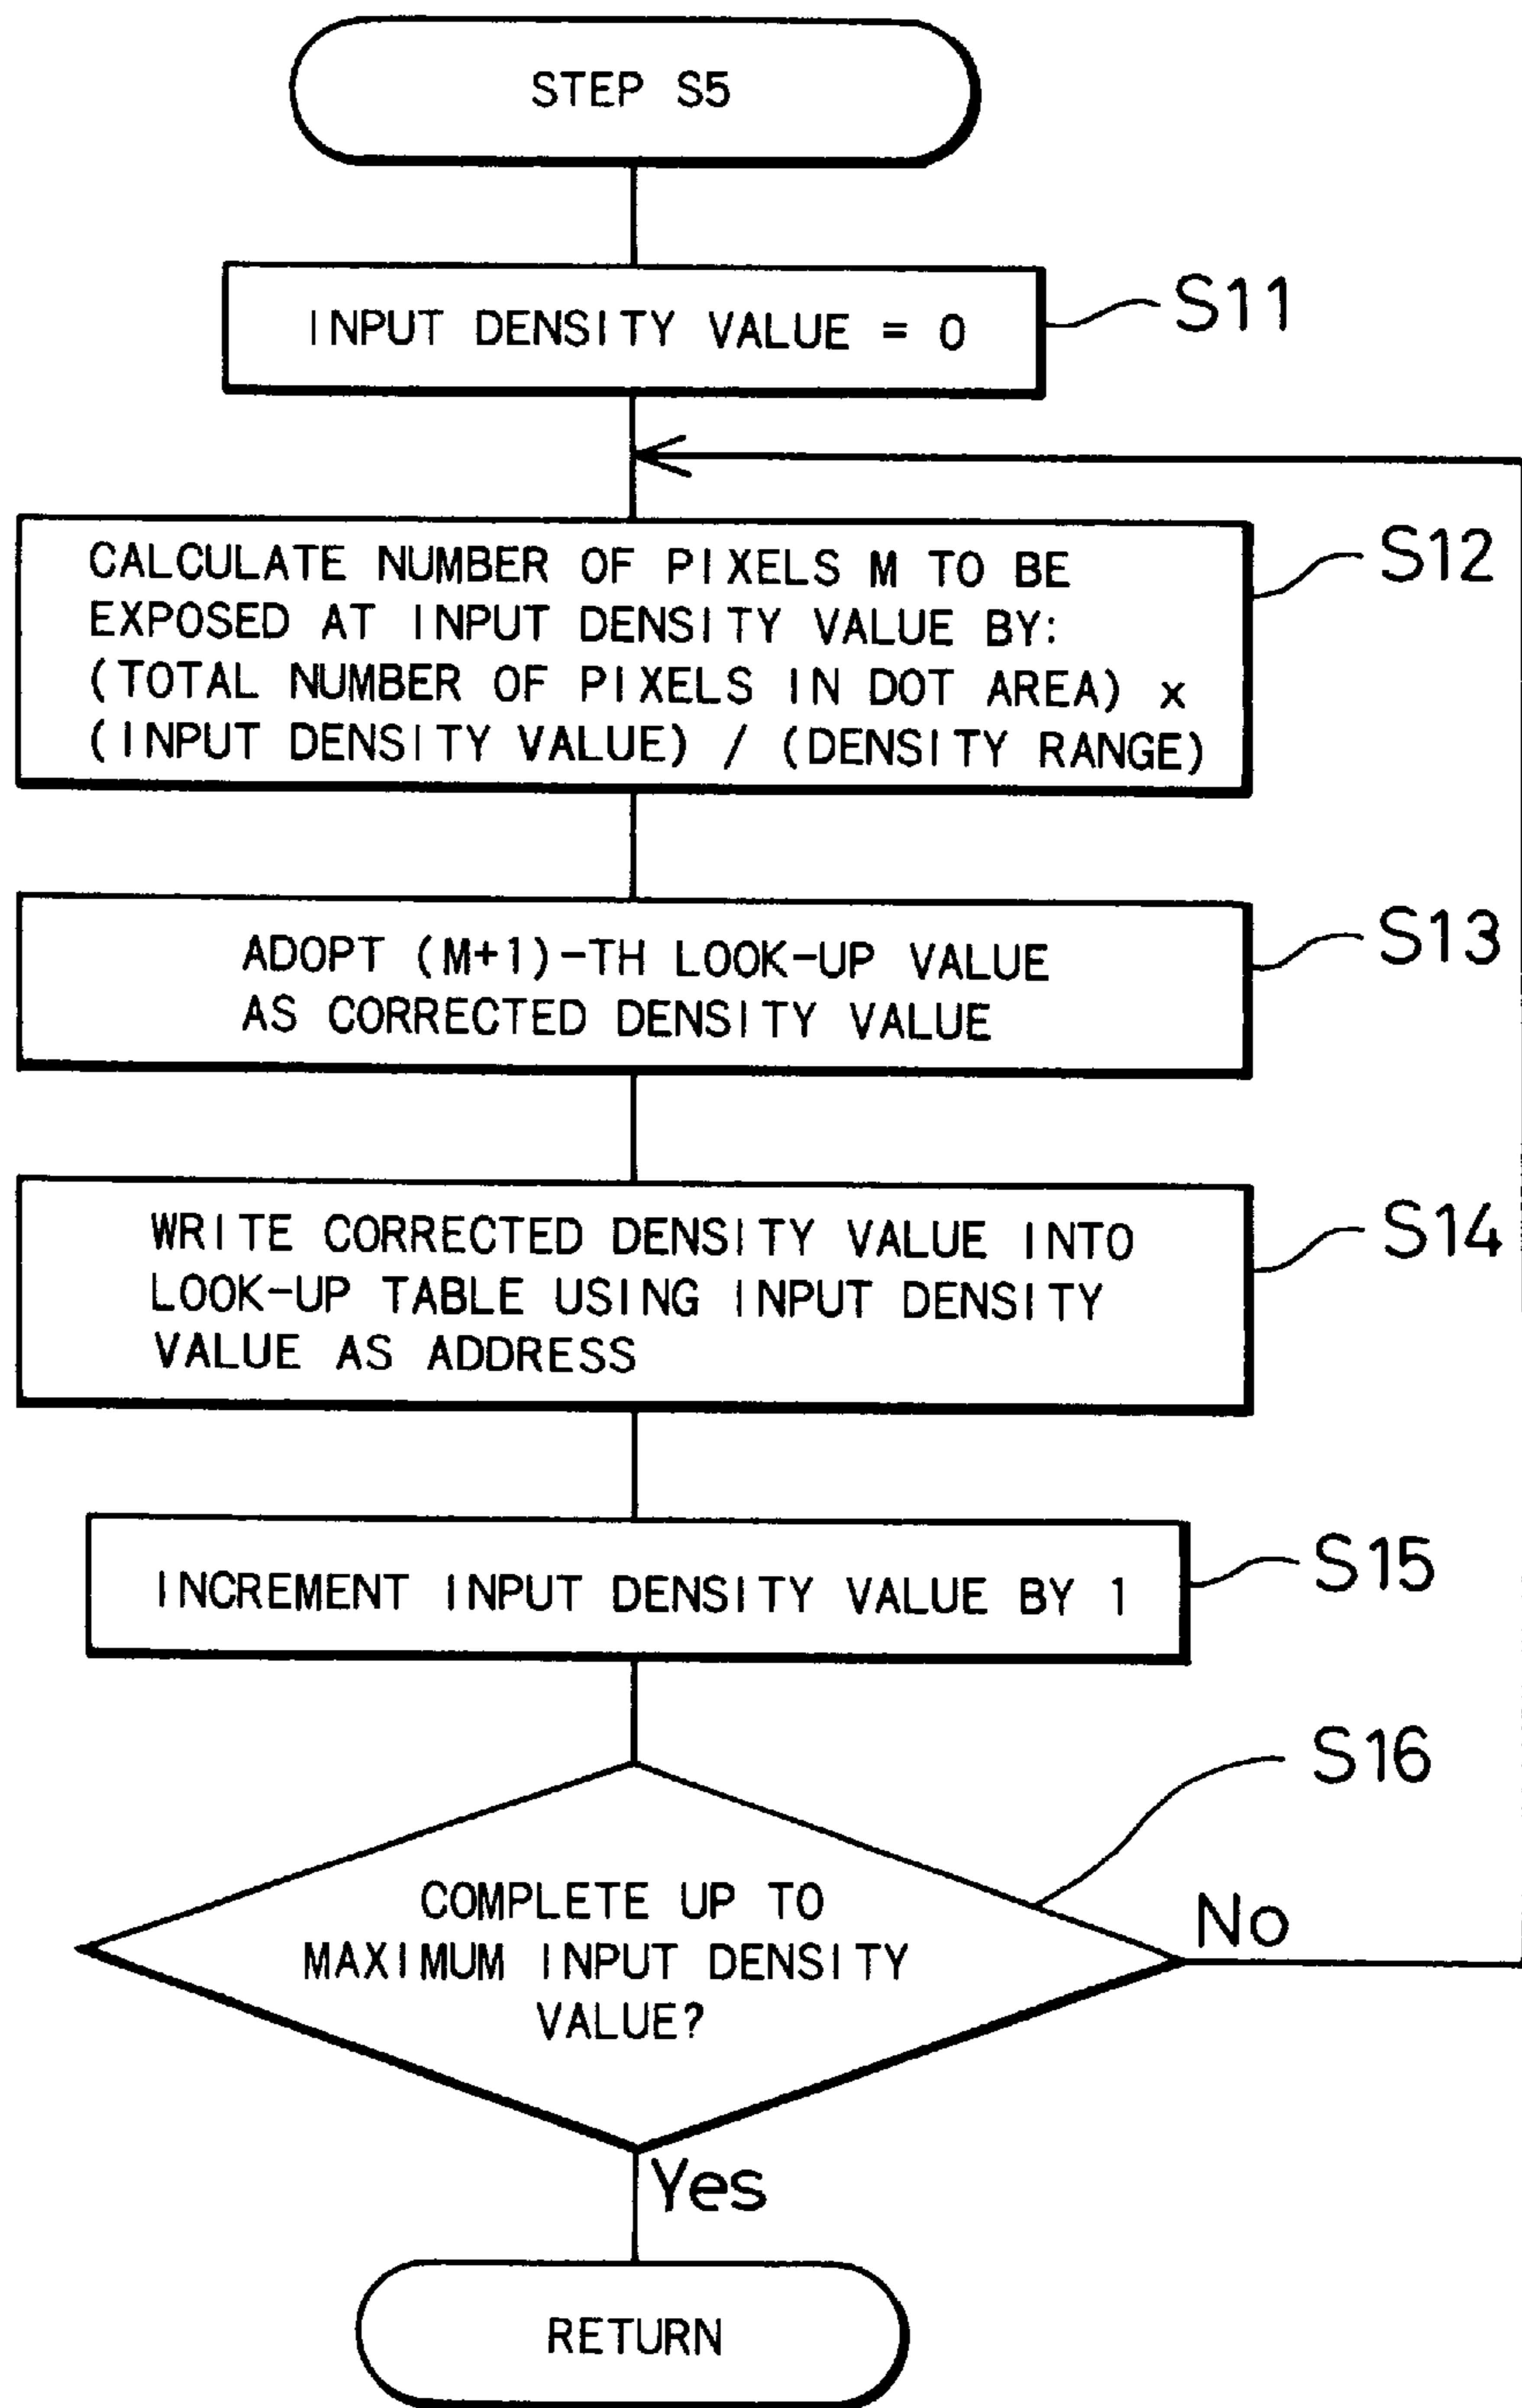 STEP S5
INPUT DENSITY VALUE = 0
S11
CALCULATE NUMBER OF PIXELS M TO BE
EXPOSED AT INPUT DENSITY VALUE BY:
(TOTAL NUMBER OF PIXELS IN DOT AREA) x
(INPUT DENSITY VALUE) / (DENSITY RANGE)
S12
ADOPT (M+1)-TH LOOK-UP VALUE
AS CORRECTED DENSITY VALUE
S13
WRITE CORRECTED DENSITY VALUE INTO
LOOK-UP TABLE USING INPUT DENSITY
VALUE AS ADDRESS
S14
INCREMENT INPUT DENSITY VALUE BY 1
S15
S16
COMPLETE UP TO
MAXIMUM INPUT DENSITY
VALUE?
No
Yes
RETURN